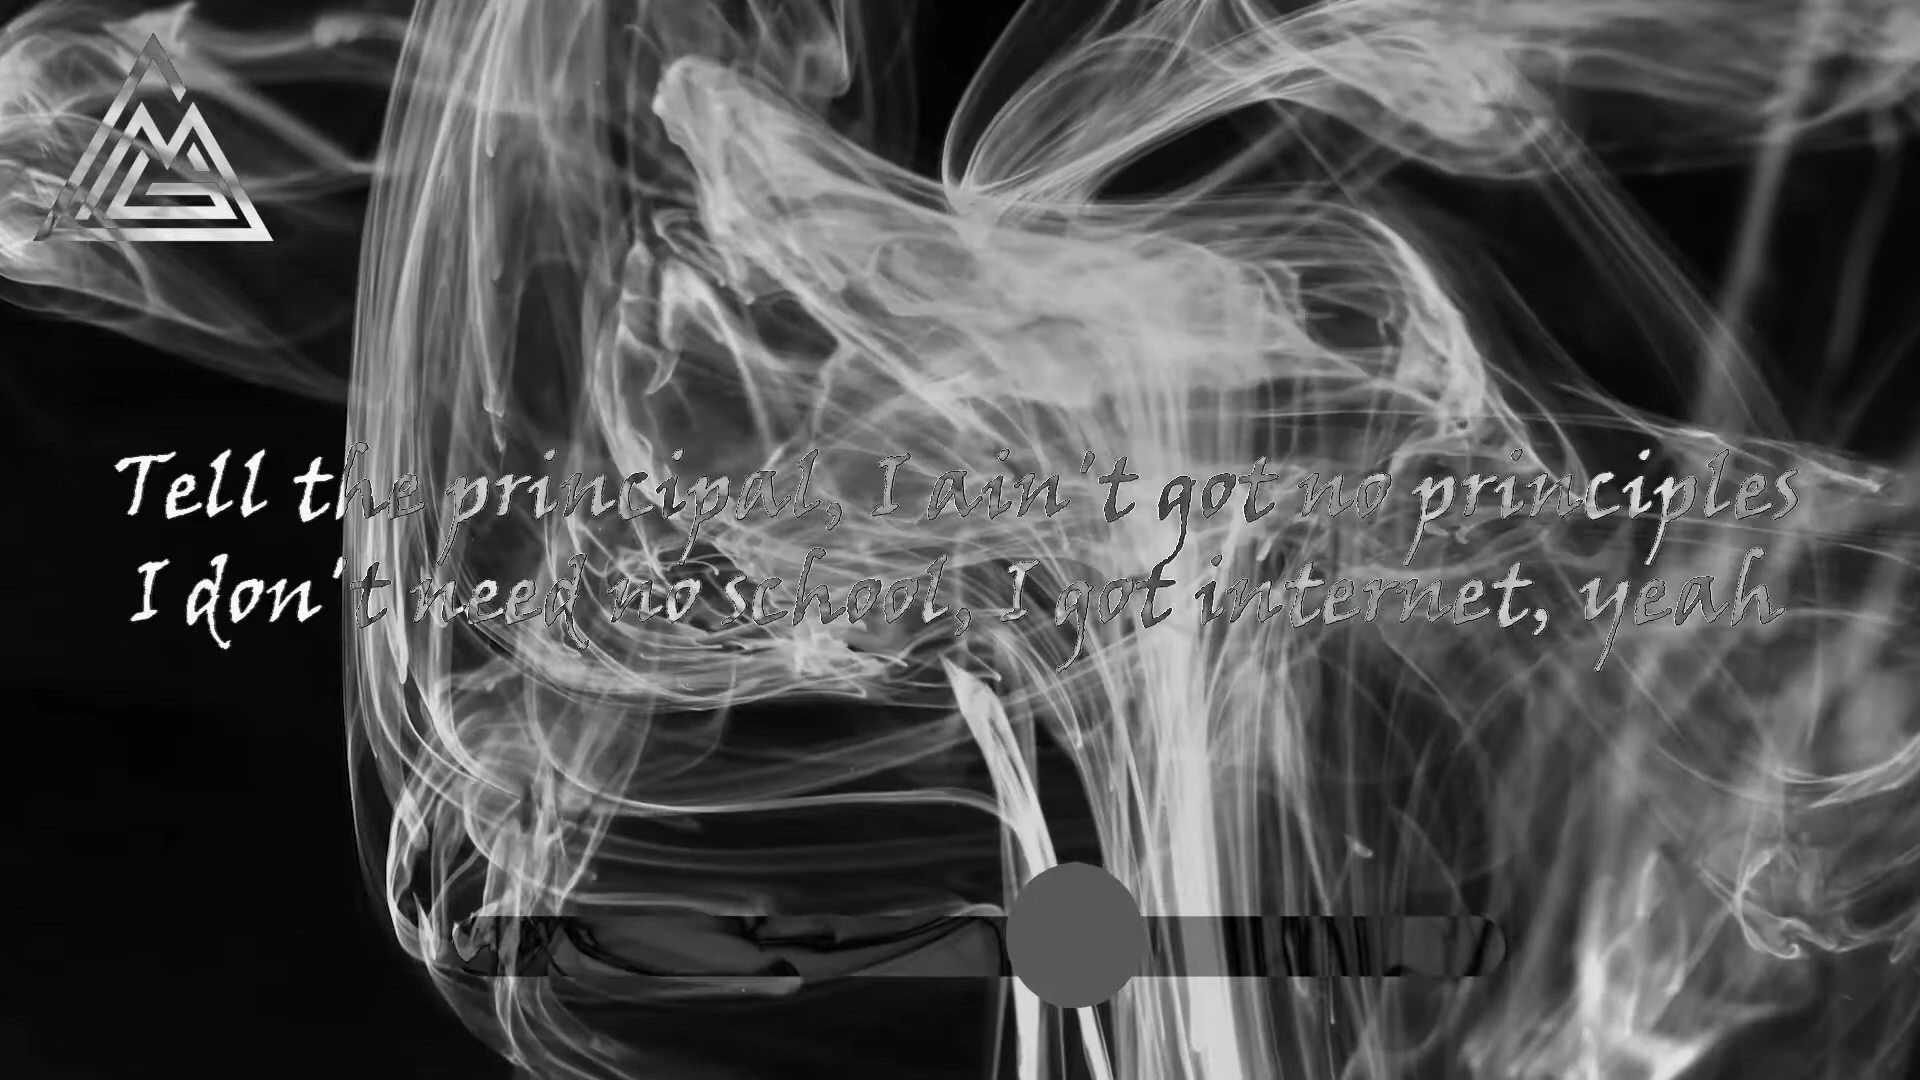 Tell the principal, I ain't got no principles
I don't need no school, I got internet, yeah